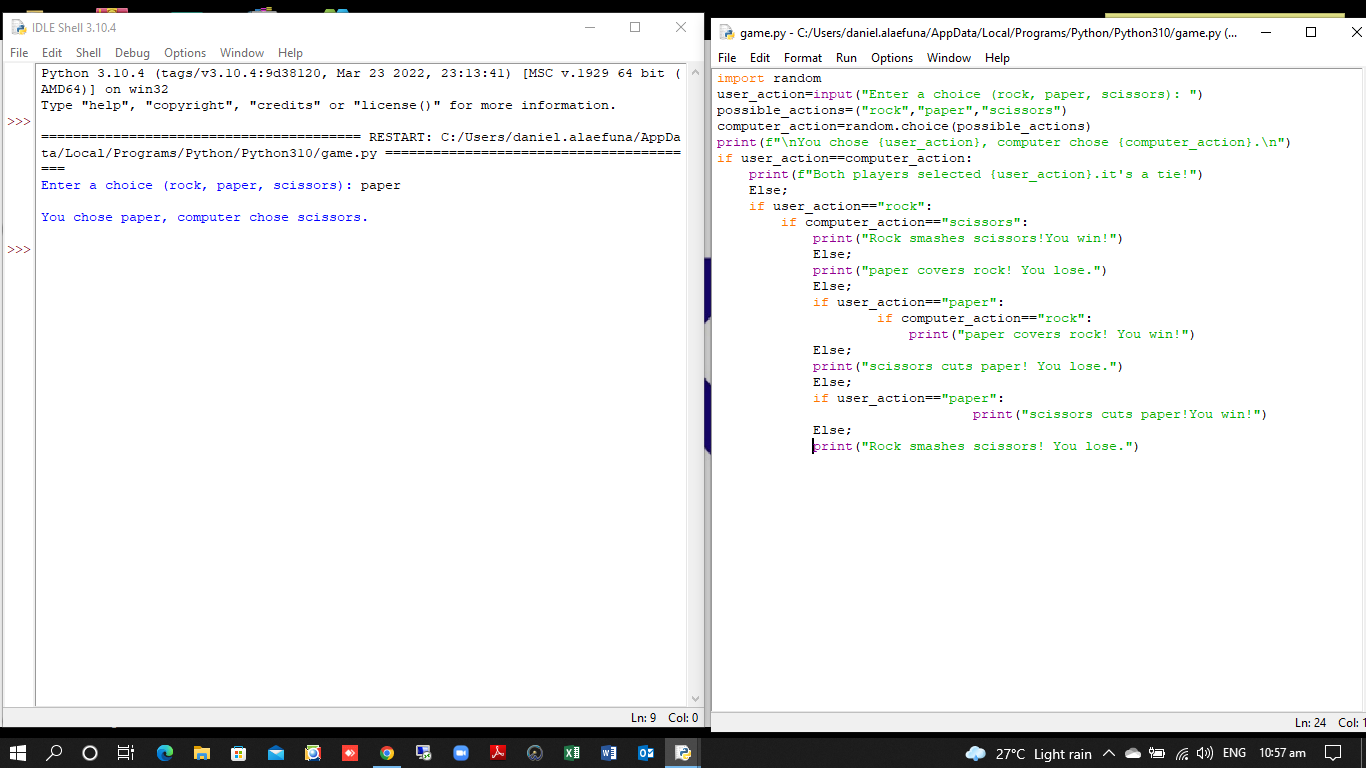 IDLE Shell 3.10.4
File Edit Shell Debug Options Window Help
Python 3.10.4 (tags/v3.10.4:9d38120, Mar 23 2022, 23:13:41) [MSC v.1929 64 bit (
AMD64)] on win32
Type "help", "copyright", "credits" or "license()" for more information.
>>>
======================================== RESTART: C:/Users/daniel.alaefuna/AppDa
ta/Local/Programs/Python/Python310/game.py =====================================
===
Enter a choice (rock, paper, scissors): paper
You chose paper, computer chose scissors.
>>>
Ln: 9 Col: 0
game.py - C:/Users/daniel.alaefuna/AppData/Local/Programs/Python/Python310/game.py (...
File Edit Format Run Options Window Help
import random
user_action=input("Enter a choice (rock, paper, scissors): ")
possible_actions=("rock","paper","scissors")
computer_action=random.choice(possible_actions)
print(f"\nYou chose {user_action}, computer chose {computer_action}.\n")
if user_action==computer_action:
    print(f"Both players selected {user_action}.it's a tie!")
    Else;
    if user_action=="rock":
        if computer_action=="scissors":
            print("Rock smashes scissors!You win!")
            Else;
            print("paper covers rock! You lose.")
            Else;
            if user_action=="paper":
                    if computer_action=="rock":
                        print("paper covers rock! You win!")
            Else;
            print("scissors cuts paper! You lose.")
            Else;
            if user_action=="paper":
                                print("scissors cuts paper!You win!")
            Else;
            print("Rock smashes scissors! You lose.")
Ln: 24 Col: 1
27°C Light rain ENG 10:57 am